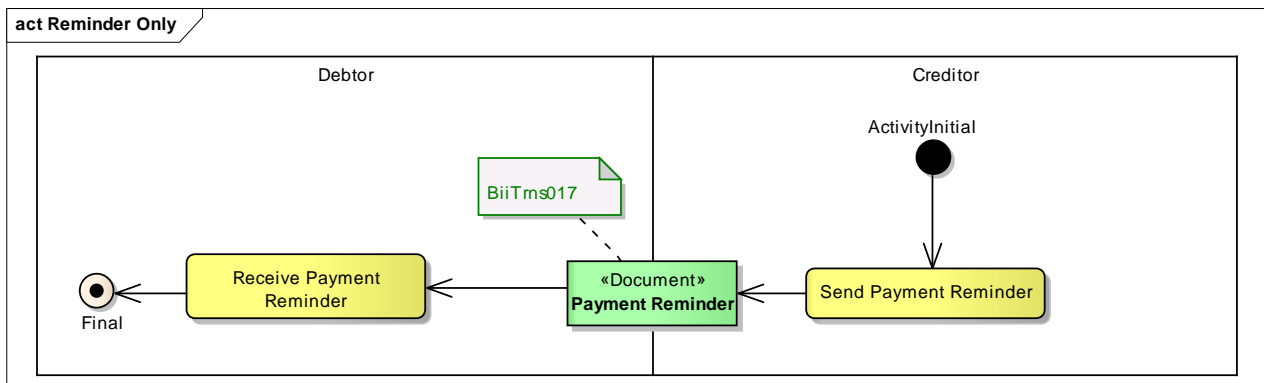 act Reminder Only
Debtor
Creditor
ActivityInitial
BiiTrns017
Receive Payment
Reminder
«Document»
Payment Reminder
Send Payment Reminder
Final